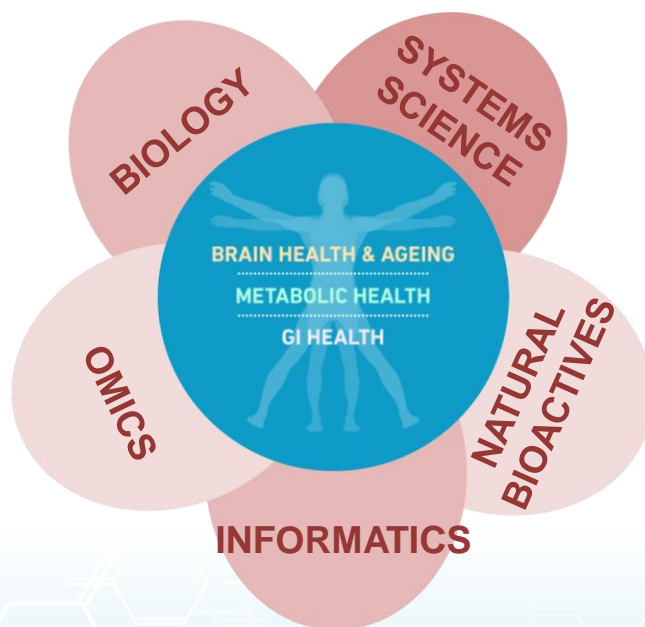 BIOLOGY
SYSTEMS
SCIENCE
BRAIN HEALTH & AGEING
METABOLIC HEALTH
GI HEALTH
OMICS
NATURAL
BIOACTIVES
INFORMATICS